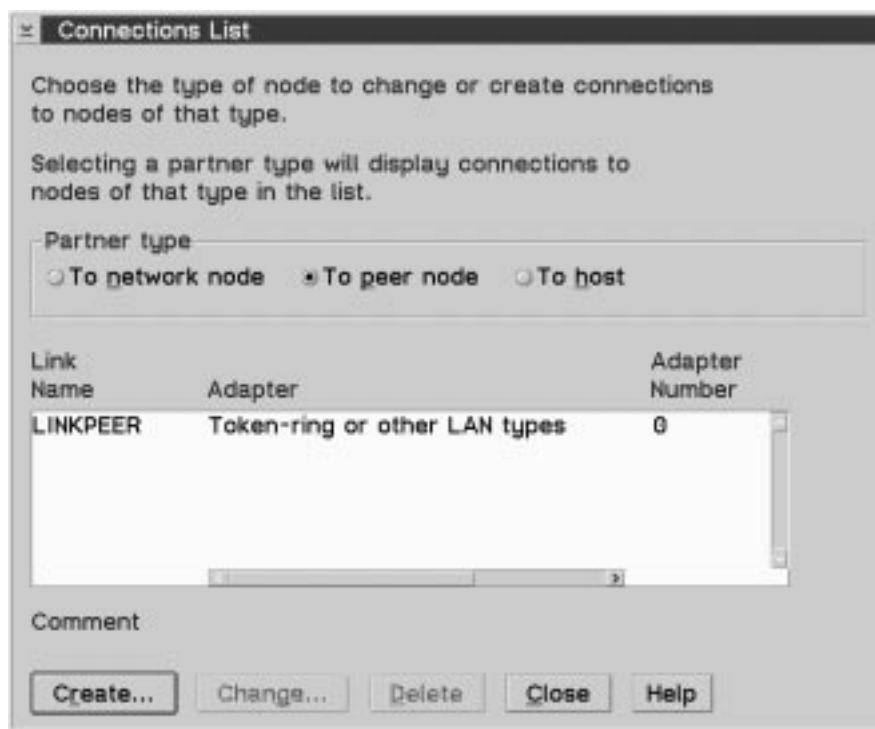 Connections List
Choose the type of node to change or create connections
to nodes of that type.
Selecting a partner type will display connections to
nodes of that type in the list.
Partner type
To network node To peer node To host
Link Adapter
Name Adapter Number
LINKPEER Token-ring or other LAN types 0
Comment
Create... Change... Delete Close Help